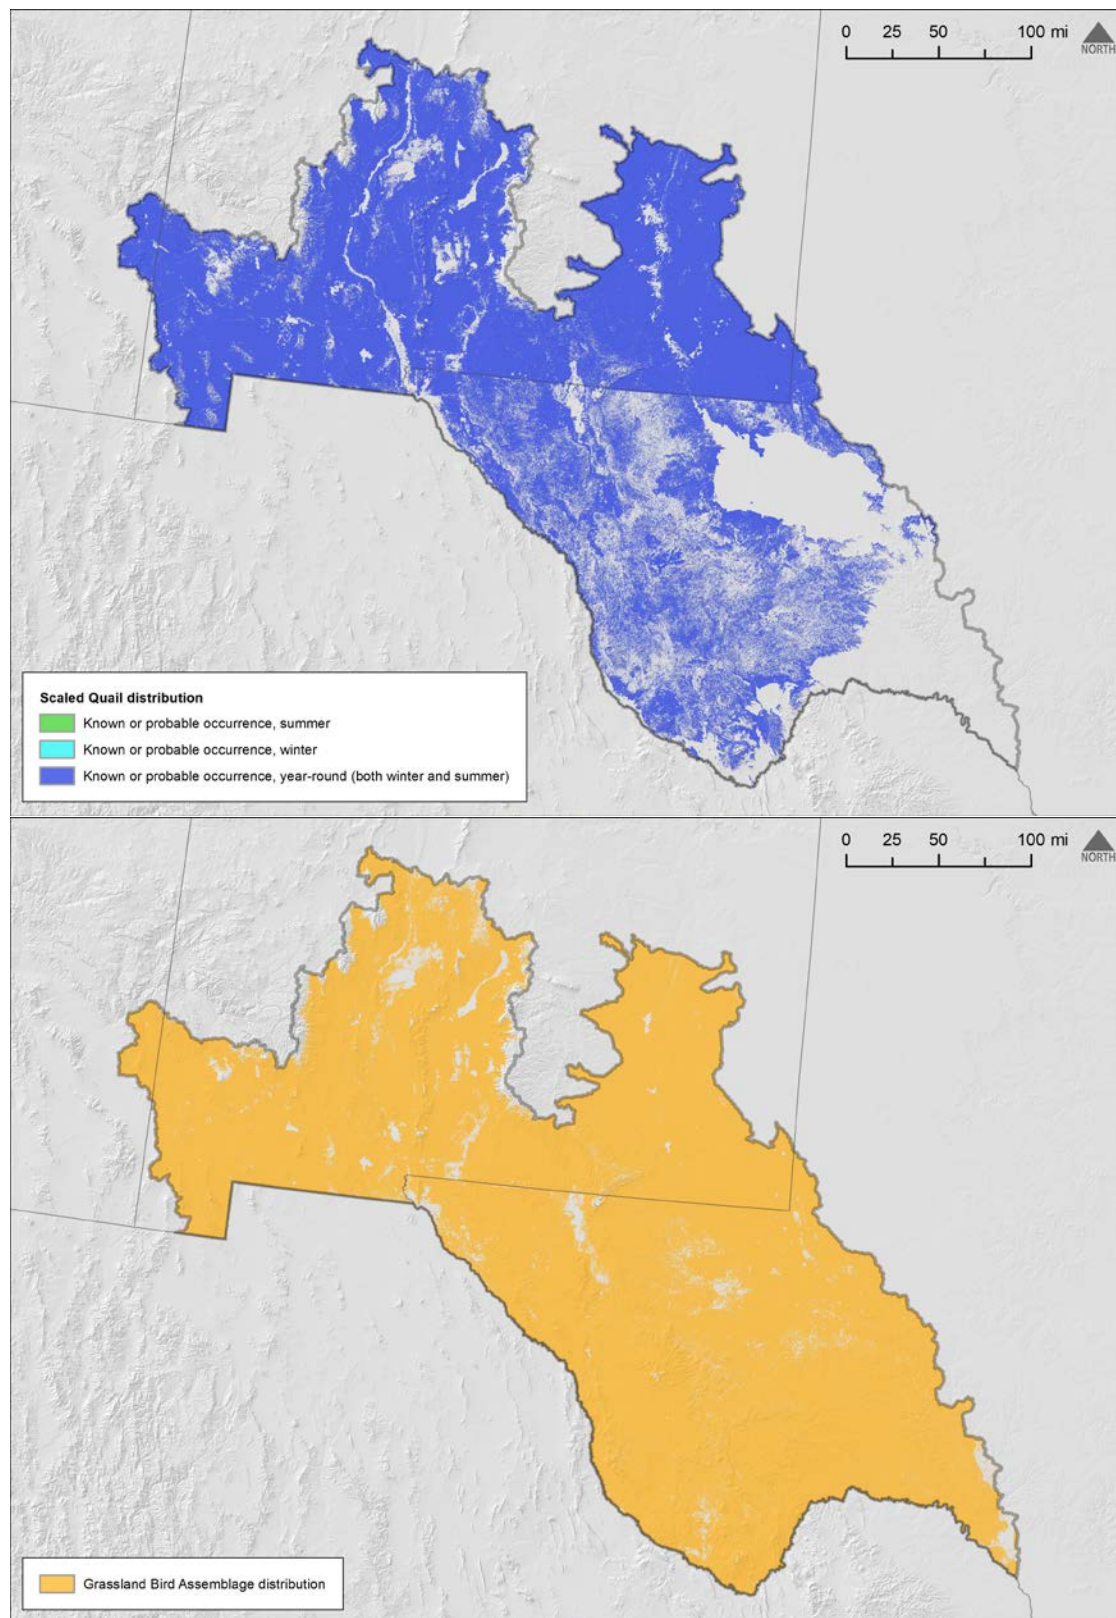 0 25 50 100 mi
NORTH
Scaled Quail distribution
Known or probable occurrence, summer
Known or probable occurrence, winter
Known or probable occurrence, year-round (both winter and summer)
0 25 50 100 mi
NORTH
Grassland Bird Assemblage distribution